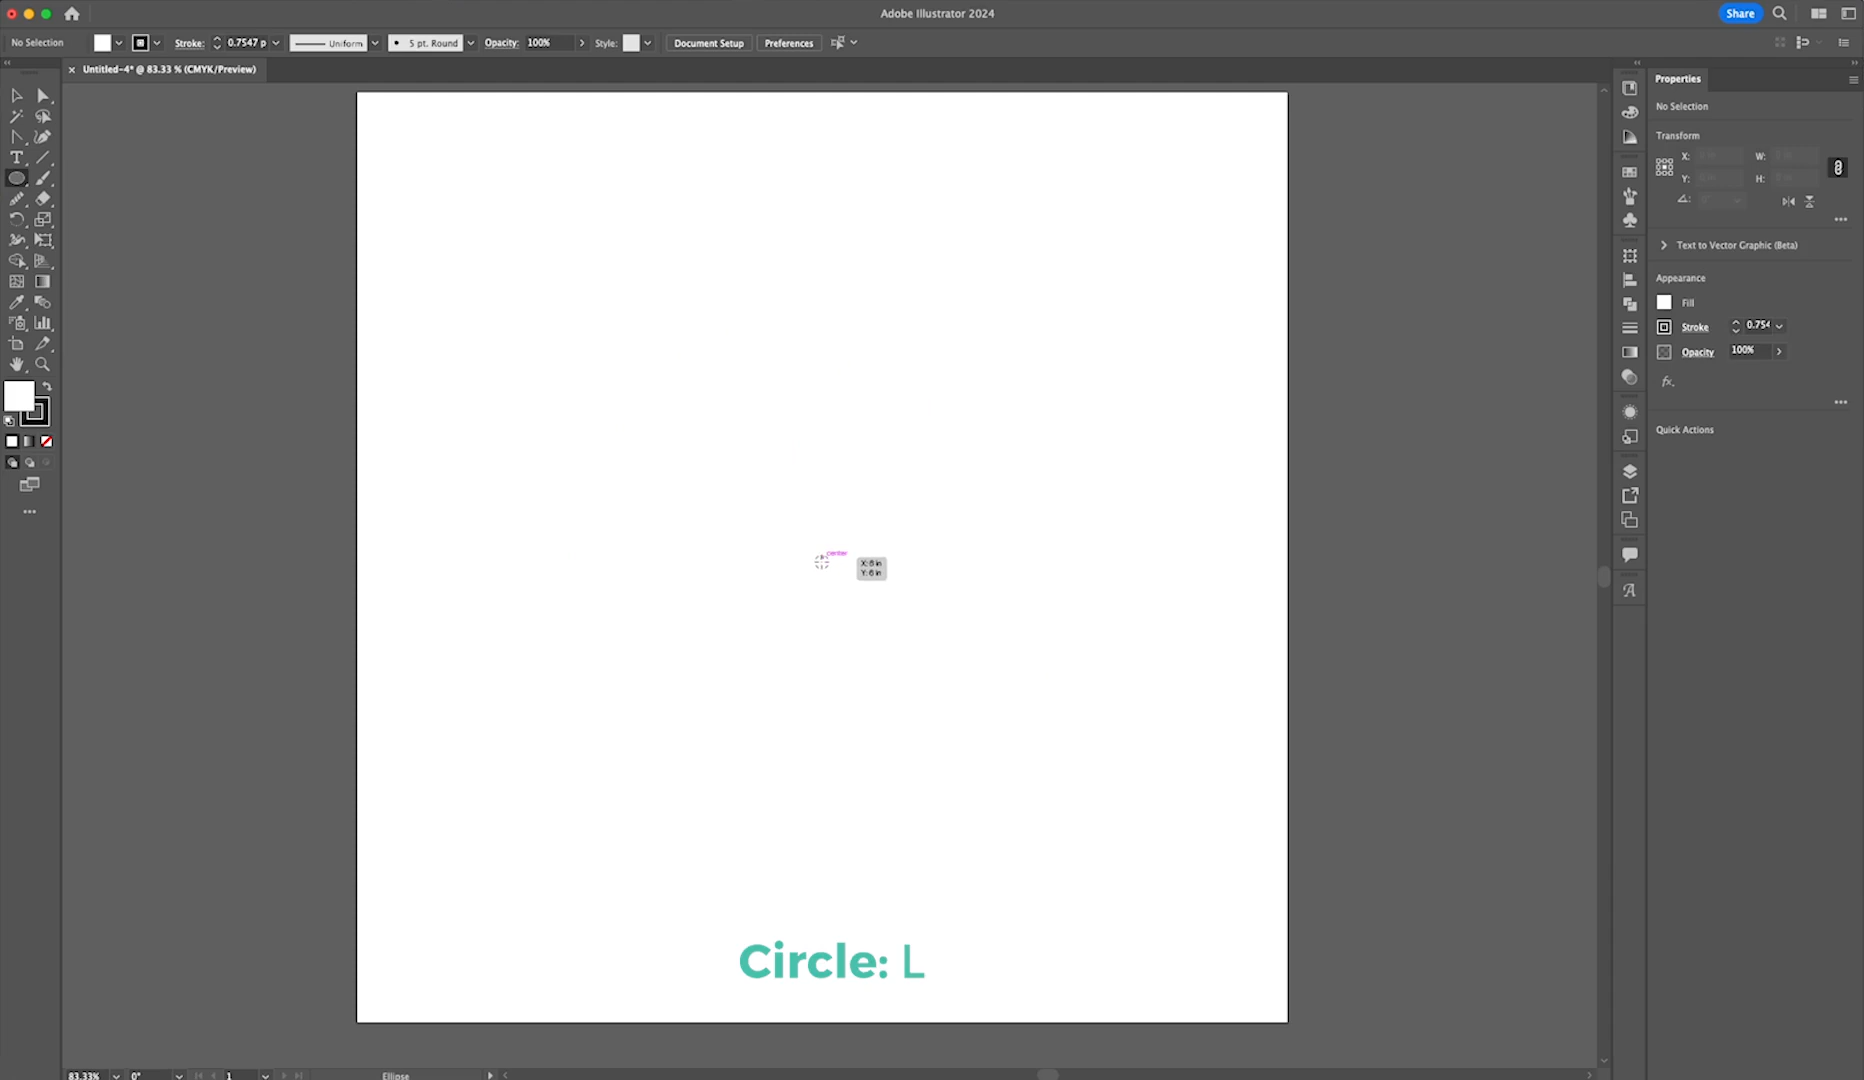 Adobe Illustrator 2024
Share
No Selection
Stroke:
0.7547 p
Uniform
5 pt. Round
Opacity:
100%
Style:
Document Setup
Preferences
Untitled-4* @ 83.33 % (CMYK/Preview)
Properties
No Selection
Transform
X:
W:
Y:
H:
Text to Vector Graphic (Beta)
Appearance
Fill
Stroke
0.754
Opacity
100%
fx.
Quick Actions
center
X: 6 in
Y: 6 in
Circle: L
83.33%
0°
1
Ellipse